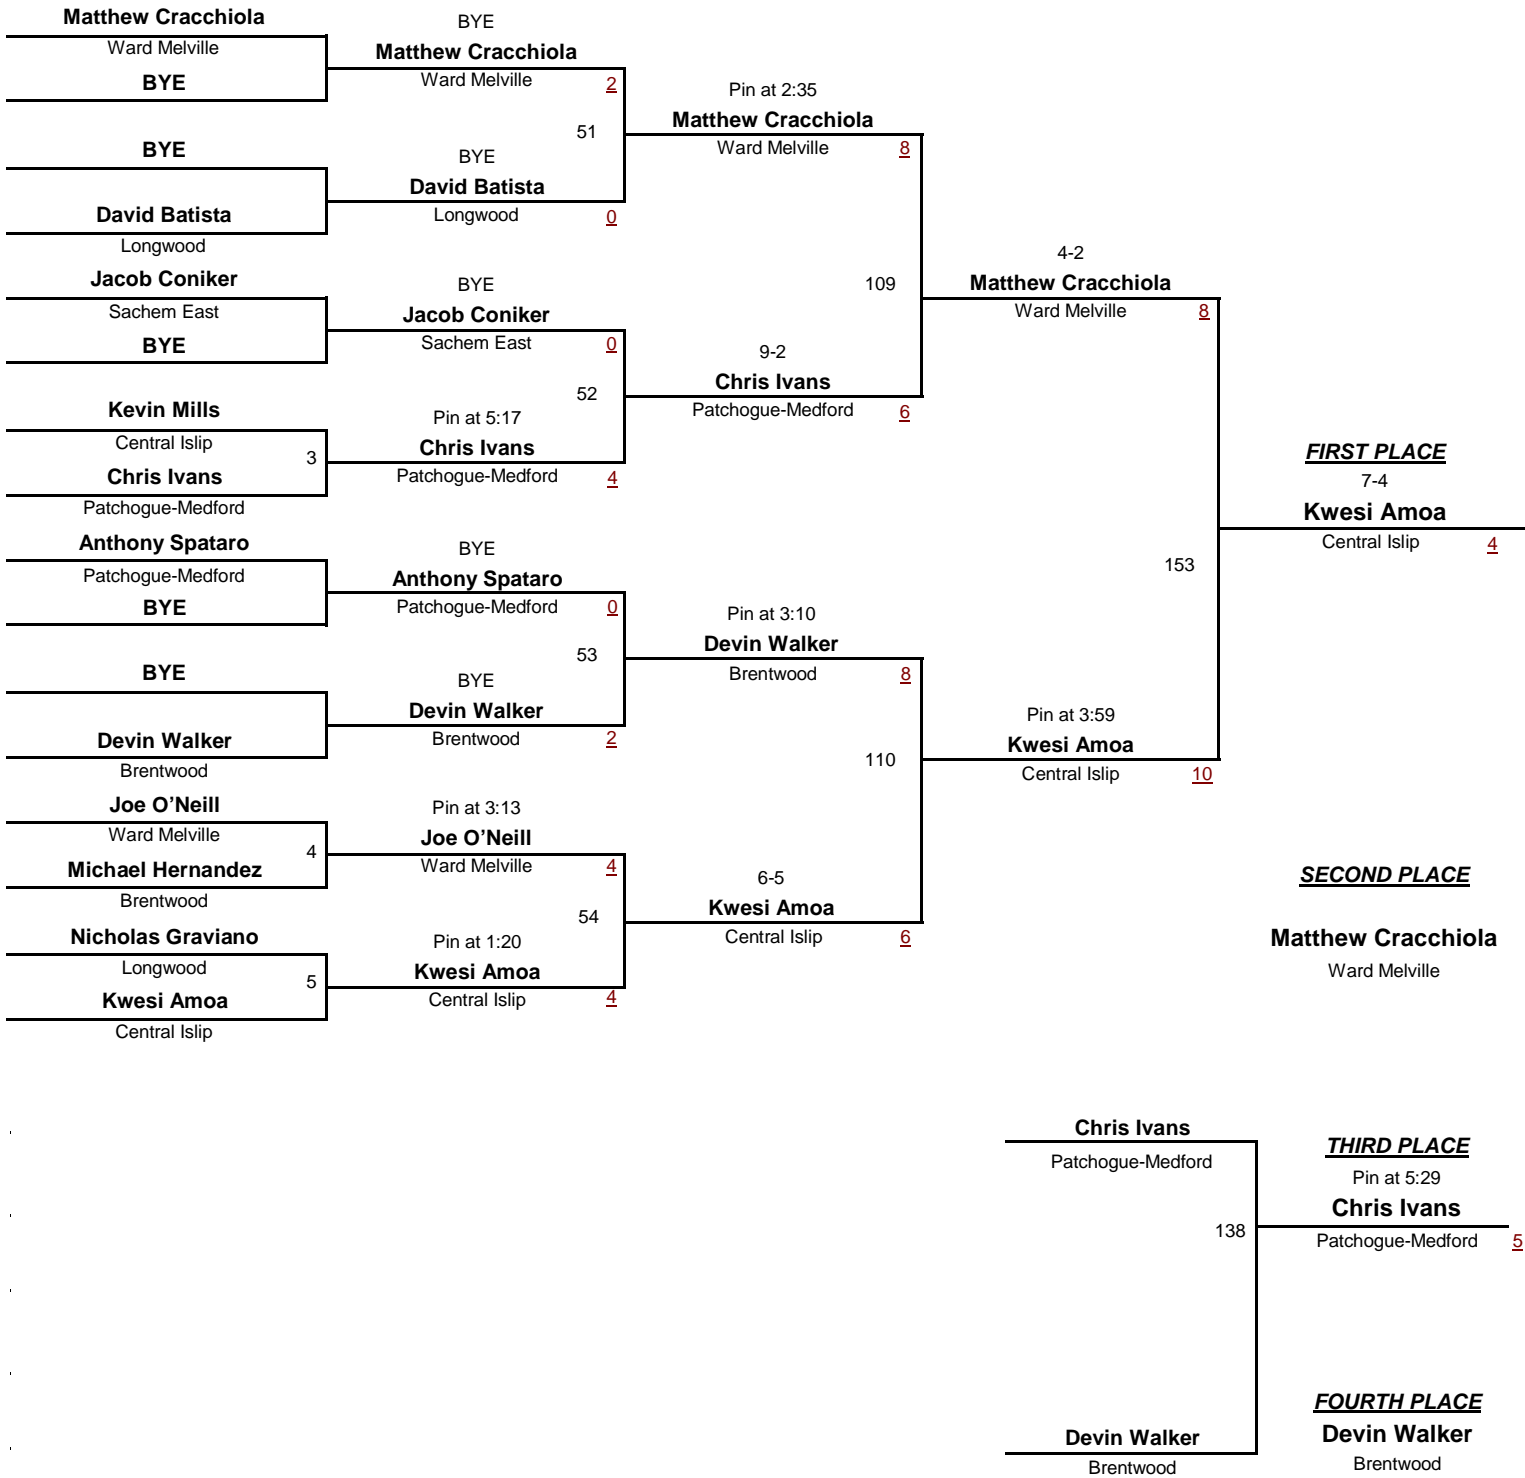 Matthew Cracchiola
Ward Melville
BYE
BYE
David Batista
Longwood
Jacob Coniker
Sachem East
BYE
Kevin Mills
Central Islip
3
Chris Ivans
Patchogue-Medford
Anthony Spataro
Patchogue-Medford
BYE
BYE
Devin Walker
Brentwood
Joe O'Neill
Ward Melville
4
Michael Hernandez
Brentwood
Nicholas Graviano
Longwood
5
Kwesi Amoa
Central Islip
BYE
Matthew Cracchiola
Ward Melville 2
51
BYE
David Batista
Longwood 0
BYE
Jacob Coniker
Sachem East 0
52
Pin at 5:17
Chris Ivans
Patchogue-Medford 4
BYE
Anthony Spataro
Patchogue-Medford 0
53
BYE
Devin Walker
Brentwood 2
Pin at 3:13
Joe O'Neill
Ward Melville 4
54
Pin at 1:20
Kwesi Amoa
Central Islip 4
Pin at 2:35
Matthew Cracchiola
Ward Melville 8
109
9-2
Chris Ivans
Patchogue-Medford 6
Pin at 3:10
Devin Walker
Brentwood 8
110
6-5
Kwesi Amoa
Central Islip 6
4-2
Matthew Cracchiola
Ward Melville 8
153
Pin at 3:59
Kwesi Amoa
Central Islip 10
FIRST PLACE
7-4
Kwesi Amoa
Central Islip 4
SECOND PLACE
Matthew Cracchiola
Ward Melville
Chris Ivans
Patchogue-Medford
138
Devin Walker
Brentwood
THIRD PLACE
Pin at 5:29
Chris Ivans
Patchogue-Medford 5
FOURTH PLACE
Devin Walker
Brentwood